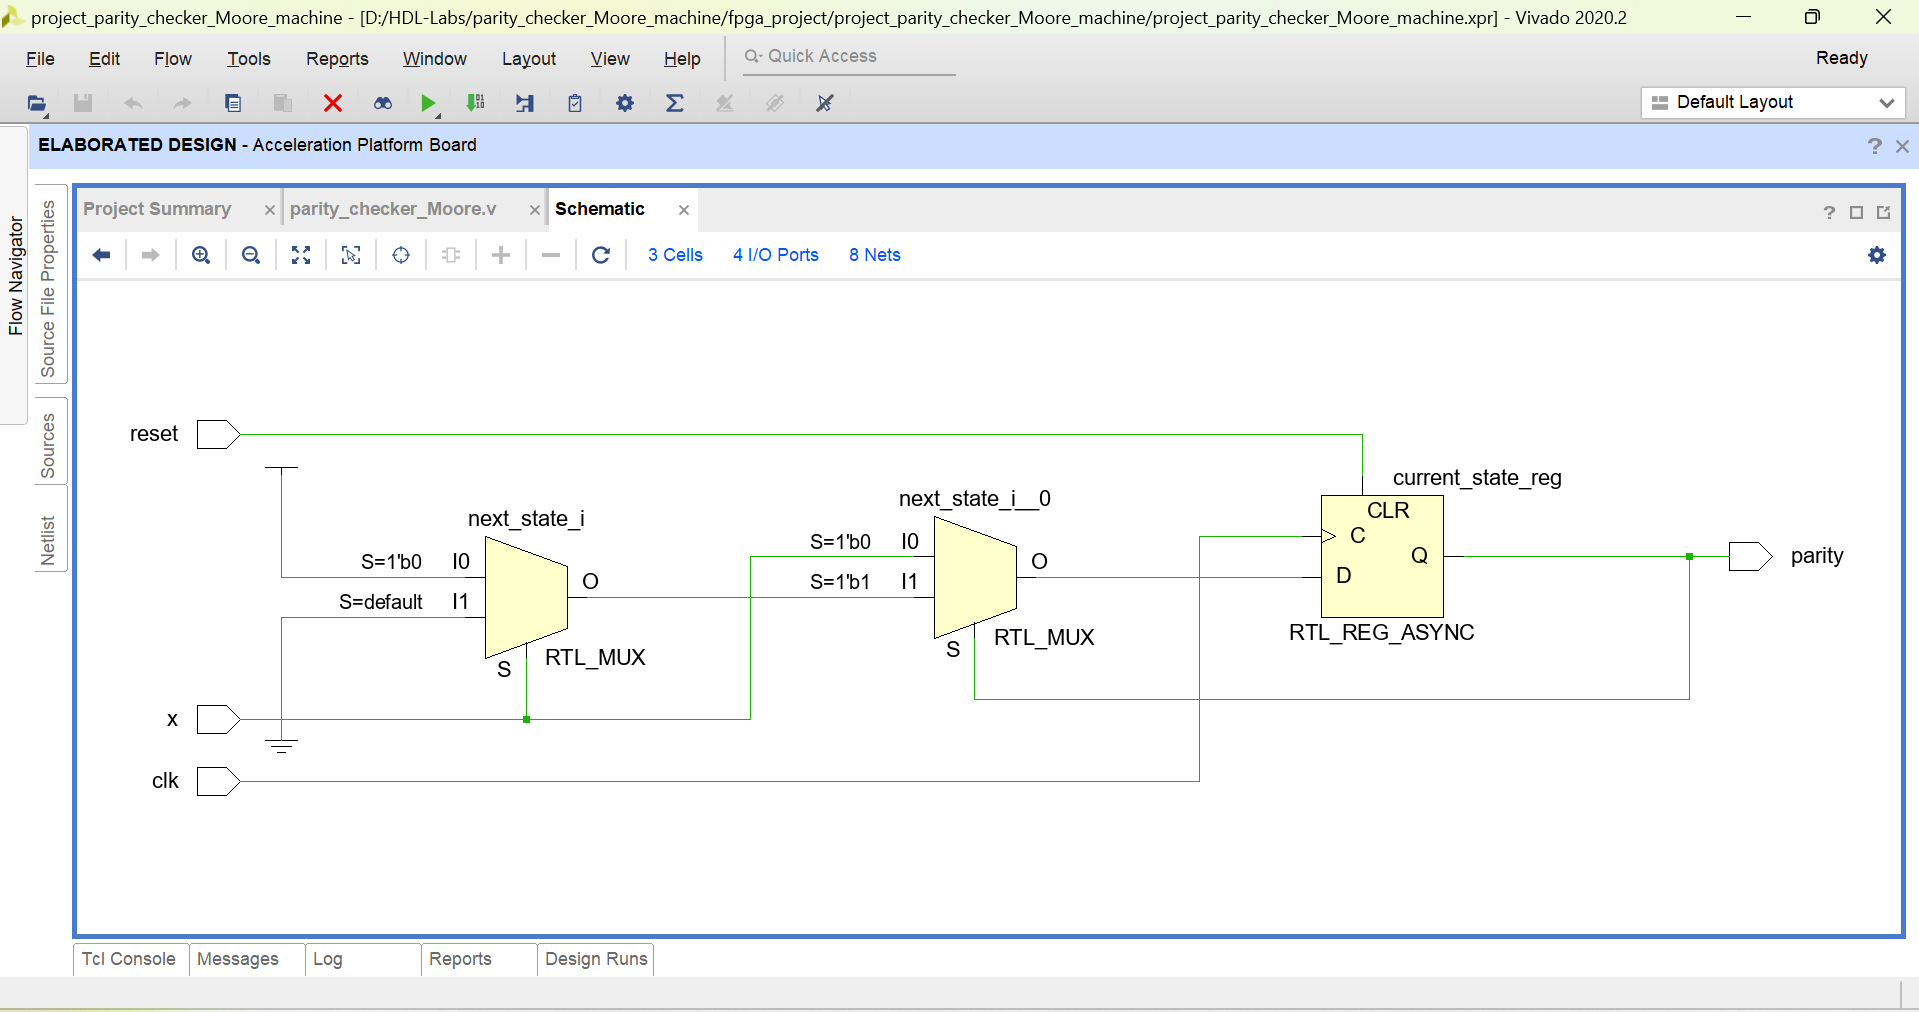 project_parity_checker_Moore_machine - [D:/HDL-Labs/parity_checker_Moore_machine/fpga_project/project_parity_checker_Moore_machine/project_parity_checker_Moore_machine.xpr] - Vivado 2020.2
File Edit Flow Tools Reports Window Layout View Help Quick Access Ready
Default Layout
ELABORATED DESIGN - Acceleration Platform Board
Flow Navigator
Source File Properties
Sources
Netlist
Project Summary parity_checker_Moore.v Schematic
3 Cells 4 I/O Ports 8 Nets
reset
current_state_reg
next_state_i__0
CLR
next_state_i
S=1'b0 I0
C
S=1'b0 I0
O
Q
parity
S=1'b1 I1
O
D
S=default I1
RTL_REG_ASYNC
S
RTL_MUX
S
RTL_MUX
x
clk
Tcl Console Messages Log Reports Design Runs